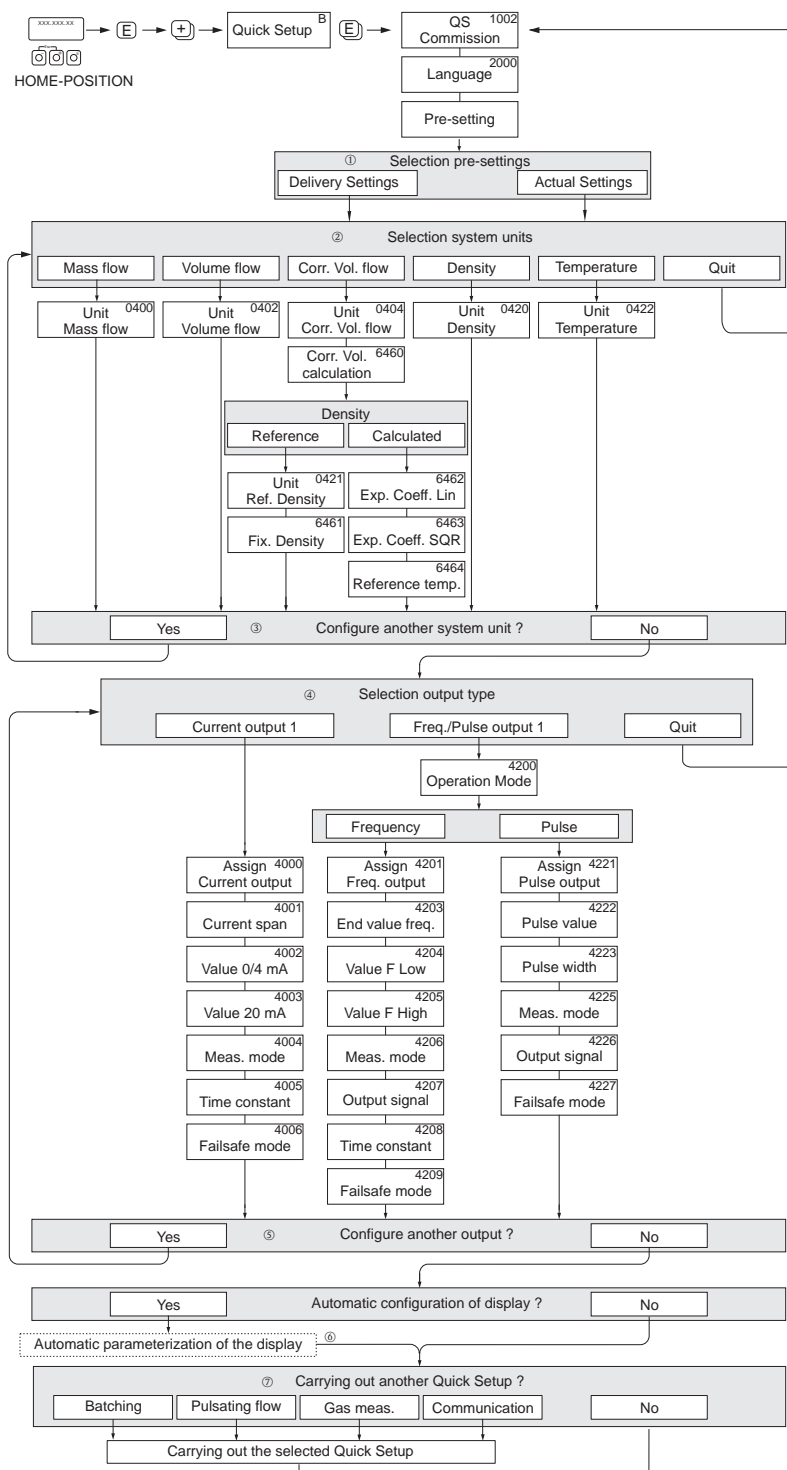 xxx.xxx.xx
E
+
Quick Setup B
E
QS 1002
Commission
HOME-POSITION
Language 2000
Pre-setting
① Selection pre-settings
Delivery Settings
Actual Settings
② Selection system units
Mass flow
Volume flow
Corr. Vol. flow
Density
Temperature
Quit
Unit 0400
Mass flow
Unit 0402
Volume flow
Unit 0404
Corr. Vol. flow
Unit 0420
Density
Unit 0422
Temperature
Corr. Vol. 6460
calculation
Density
Reference
Calculated
Unit 0421
Ref. Density
6462
Exp. Coeff. Lin
6461
Fix. Density
6463
Exp. Coeff. SQR
6464
Reference temp.
Yes
③ Configure another system unit ?
No
④ Selection output type
Current output 1
Freq./Pulse output 1
Quit
4200
Operation Mode
Frequency
Pulse
Assign 4000
Current output
Assign 4201
Freq. output
Assign 4221
Pulse output
4001
Current span
4203
End value freq.
4222
Pulse value
4002
Value 0/4 mA
4204
Value F Low
4223
Pulse width
4003
Value 20 mA
4205
Value F High
4225
Meas. mode
4004
Meas. mode
4206
Meas. mode
4226
Output signal
4005
Time constant
4207
Output signal
4227
Failsafe mode
4006
Failsafe mode
4208
Time constant
4209
Failsafe mode
Yes
⑤ Configure another output ?
No
Yes
Automatic configuration of display ?
No
Automatic parameterization of the display ⑥
⑦ Carrying out another Quick Setup ?
Batching
Pulsating flow
Gas meas.
Communication
No
Carrying out the selected Quick Setup